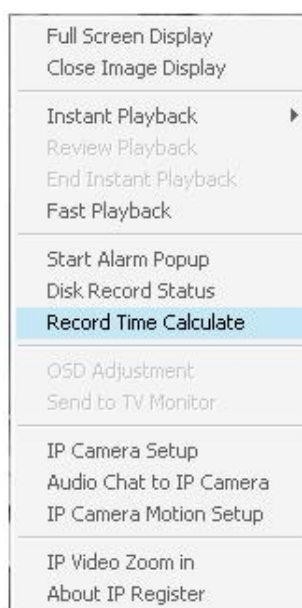 Full Screen Display
Close Image Display
Instant Playback
Review Playback
End Instant Playback
Fast Playback
Start Alarm Popup
Disk Record Status
Record Time Calculate
OSD Adjustment
Send to TV Monitor
IP Camera Setup
Audio Chat to IP Camera
IP Camera Motion Setup
IP Video Zoom in
About IP Register